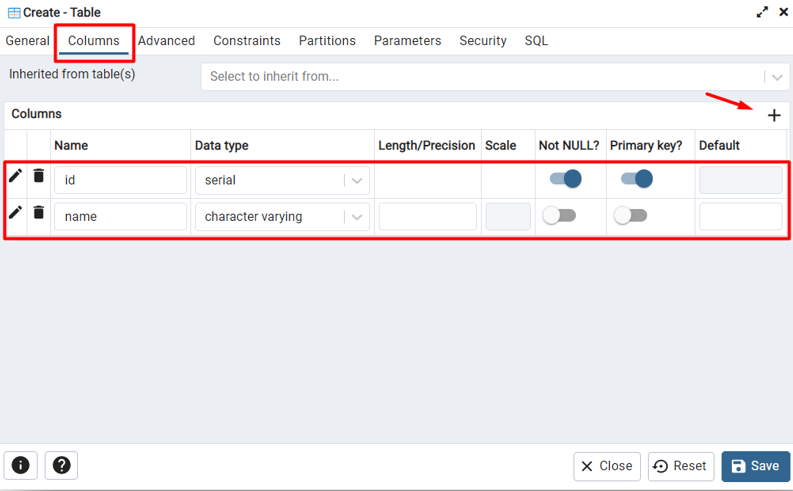 Create - Table
General Columns Advanced Constraints Partitions Parameters Security SQL
Inherited from table(s) Select to inherit from...
Columns
Name Data type Length/Precision Scale Not NULL? Primary key? Default
id serial
name character varying
Close Reset Save